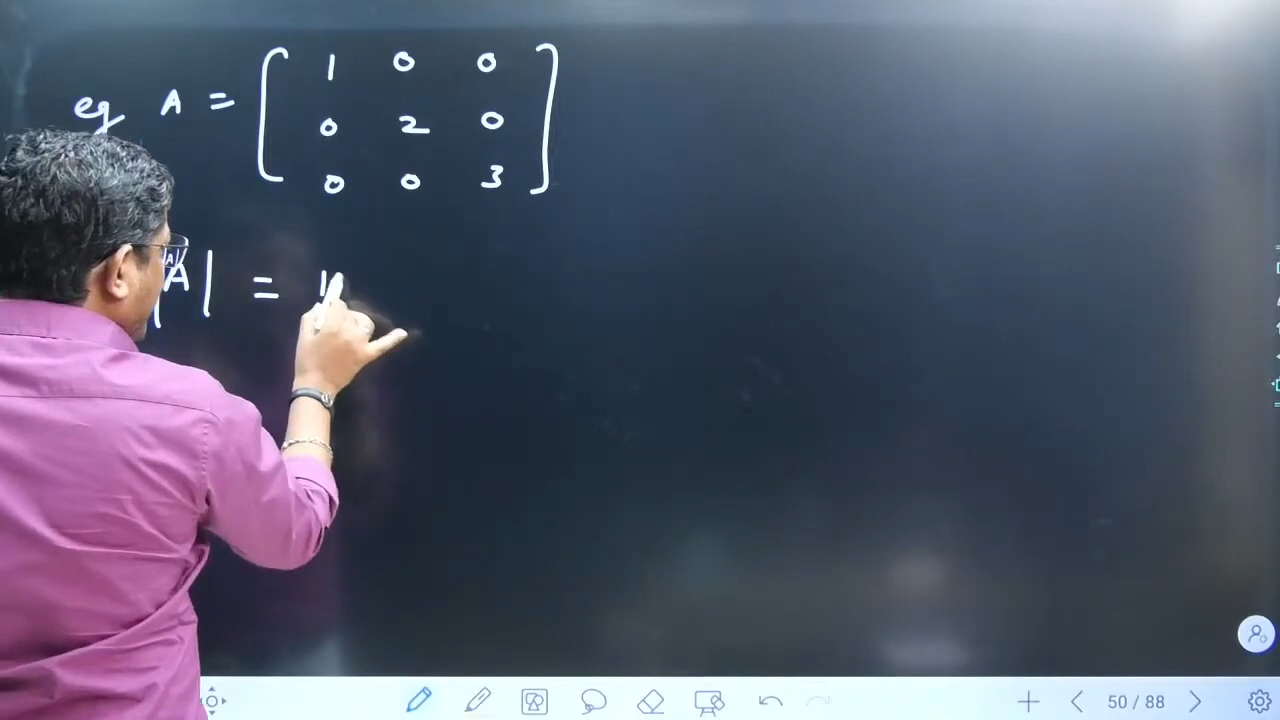 eg A = [ 1 0 0
0 2 0
0 0 3 ]
|A| = 1
50 / 88